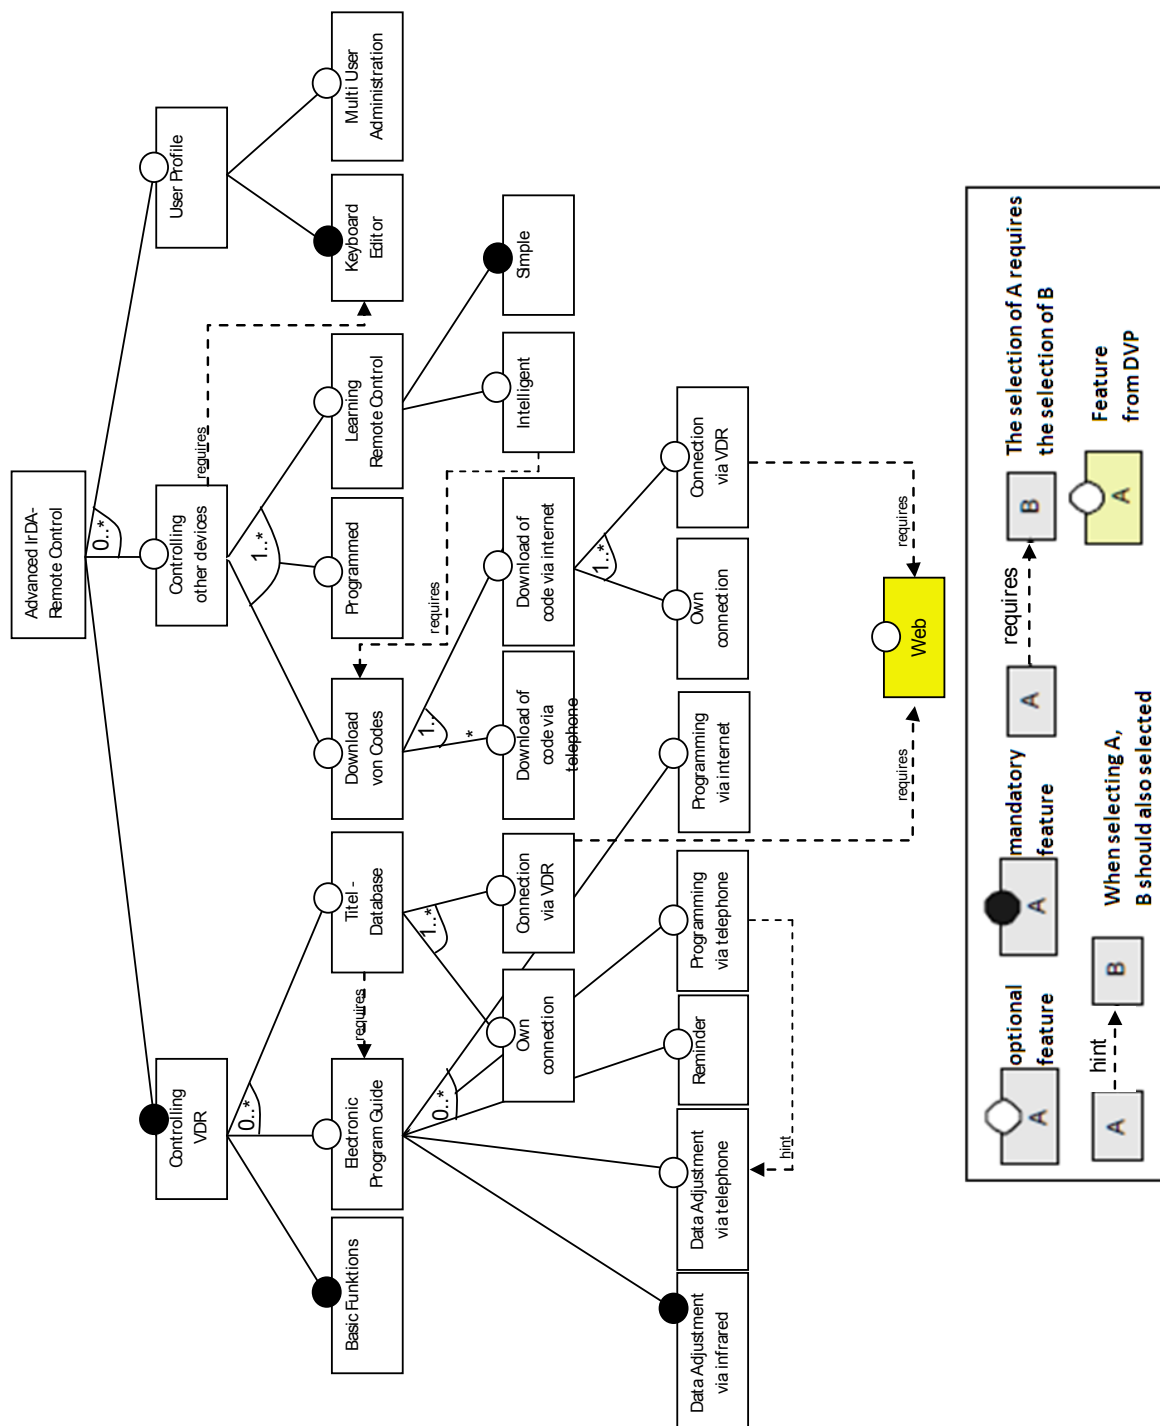 Advanced IrDA-
Remote Control
0..*
Controlling
VDR
Controlling
other devices
User Profile
0..*
1..*
requires
Basic Funktions
Electronic
Program Guide
requires
Titel -
Database
Download
von Codes
Programmed
Learning
Remote Control
Keyboard
Editor
Multi User
Administration
0..*
1..*
1..
*
requires
Own
connection
Connection
via VDR
Download of
code via
telephone
Download of
code via internet
Intelligent
Simple
1..*
Data Adjustment
via infrared
Data Adjustment
via telephone
Reminder
Programming
via telephone
Programming
via internet
Own
connection
Connection
via VDR
hint
requires
requires
Web
A
optional
feature
A
mandatory
feature
A
requires
B
The selection of A requires
the selection of B
A
hint
B
When selecting A,
B should also selected
A
Feature
from DVP